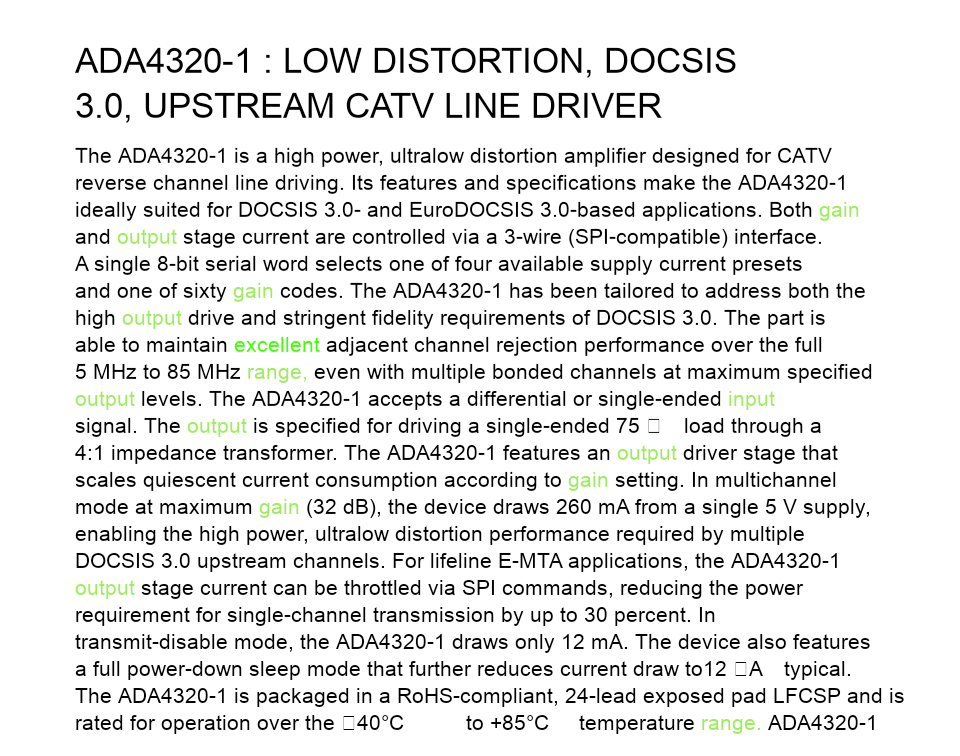 ADA4320-1 : LOW DISTORTION, DOCSIS
3.0, UPSTREAM CATV LINE DRIVER
The ADA4320-1 is a high power, ultralow distortion amplifier designed for CATV
reverse channel line driving. Its features and specifications make the ADA4320-1
ideally suited for DOCSIS 3.0- and EuroDOCSIS 3.0-based applications. Both gain
and output stage current are controlled via a 3-wire (SPI-compatible) interface.
A single 8-bit serial word selects one of four available supply current presets
and one of sixty gain codes. The ADA4320-1 has been tailored to address both the
high output drive and stringent fidelity requirements of DOCSIS 3.0. The part is
able to maintain excellent adjacent channel rejection performance over the full
5 MHz to 85 MHz range, even with multiple bonded channels at maximum specified
output levels. The ADA4320-1 accepts a differential or single-ended input
signal. The output is specified for driving a single-ended 75 □ load through a
4:1 impedance transformer. The ADA4320-1 features an output driver stage that
scales quiescent current consumption according to gain setting. In multichannel
mode at maximum gain (32 dB), the device draws 260 mA from a single 5 V supply,
enabling the high power, ultralow distortion performance required by multiple
DOCSIS 3.0 upstream channels. For lifeline E-MTA applications, the ADA4320-1
output stage current can be throttled via SPI commands, reducing the power
requirement for single-channel transmission by up to 30 percent. In
transmit-disable mode, the ADA4320-1 draws only 12 mA. The device also features
a full power-down sleep mode that further reduces current draw to12 □A typical.
The ADA4320-1 is packaged in a RoHS-compliant, 24-lead exposed pad LFCSP and is
rated for operation over the □40°C to +85°C temperature range. ADA4320-1